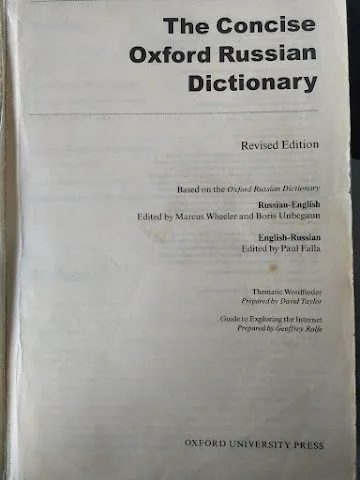 The Concise
Oxford Russian
Dictionary
Revised Edition
Based on the Oxford Russian Dictionary
Russian-English
Edited by Marcus Wheeler and Boris Unbegaun
English-Russian
Edited by Paul Falla
Thematic Wordfinder
Prepared by David Taylor
Guide to Exploring the Internet
Prepared by Geoffrey Rolfe
OXFORD UNIVERSITY PRESS